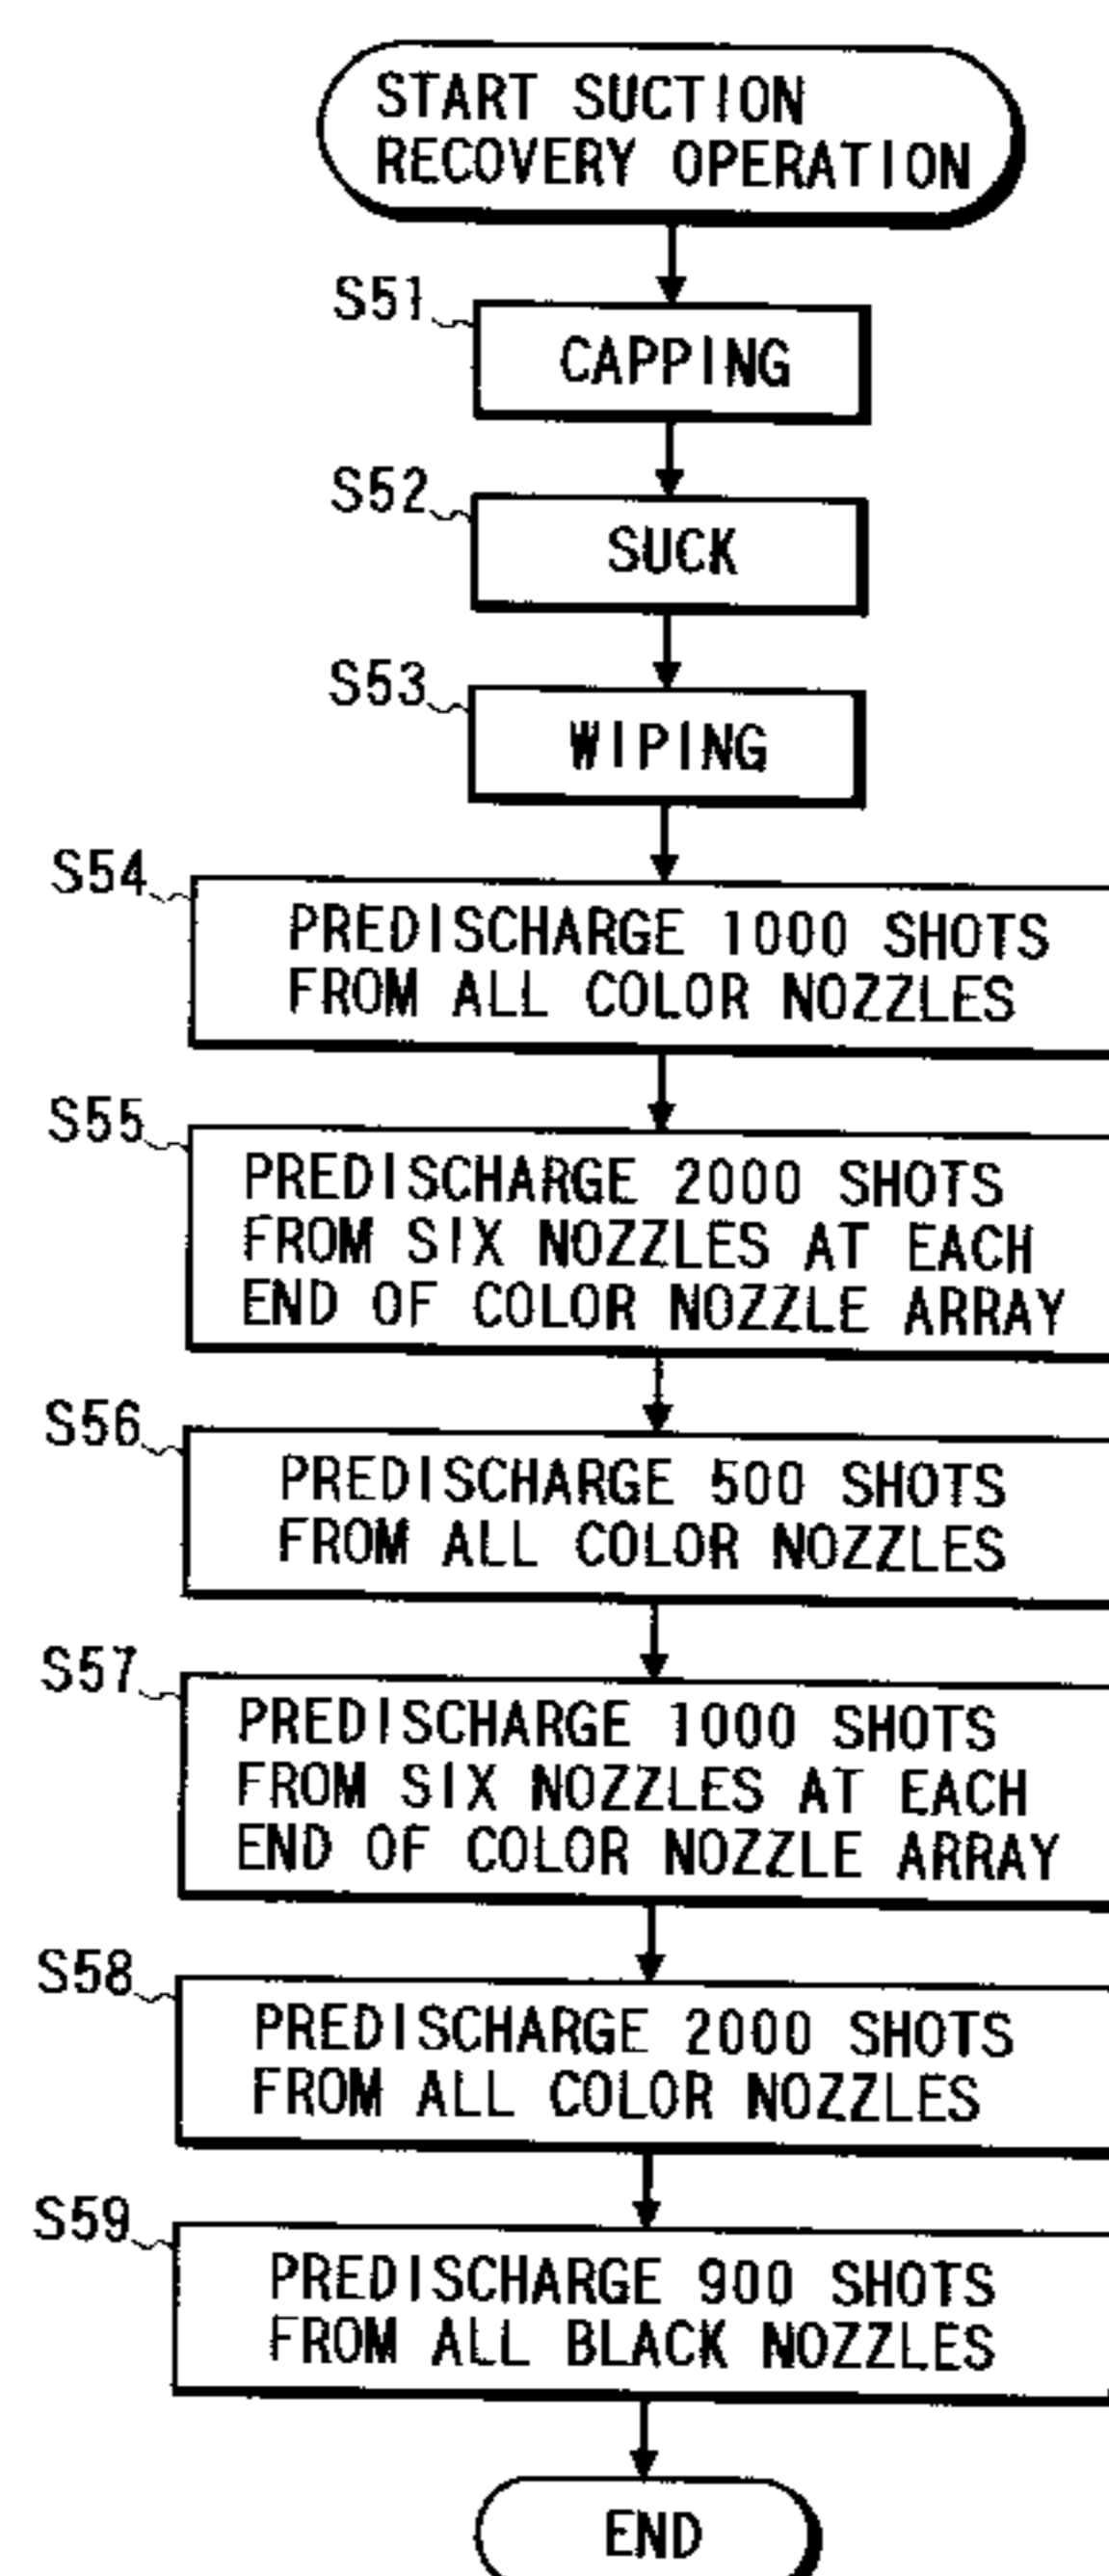 START SUCTION
RECOVERY OPERATION
S51
CAPPING
S52
SUCK
S53
WIPING
S54
PREDISCHARGE 1000 SHOTS
FROM ALL COLOR NOZZLES
S55
PREDISCHARGE 2000 SHOTS
FROM SIX NOZZLES AT EACH
END OF COLOR NOZZLE ARRAY
S56
PREDISCHARGE 500 SHOTS
FROM ALL COLOR NOZZLES
S57
PREDISCHARGE 1000 SHOTS
FROM SIX NOZZLES AT EACH
END OF COLOR NOZZLE ARRAY
S58
PREDISCHARGE 2000 SHOTS
FROM ALL COLOR NOZZLES
S59
PREDISCHARGE 900 SHOTS
FROM ALL BLACK NOZZLES
END